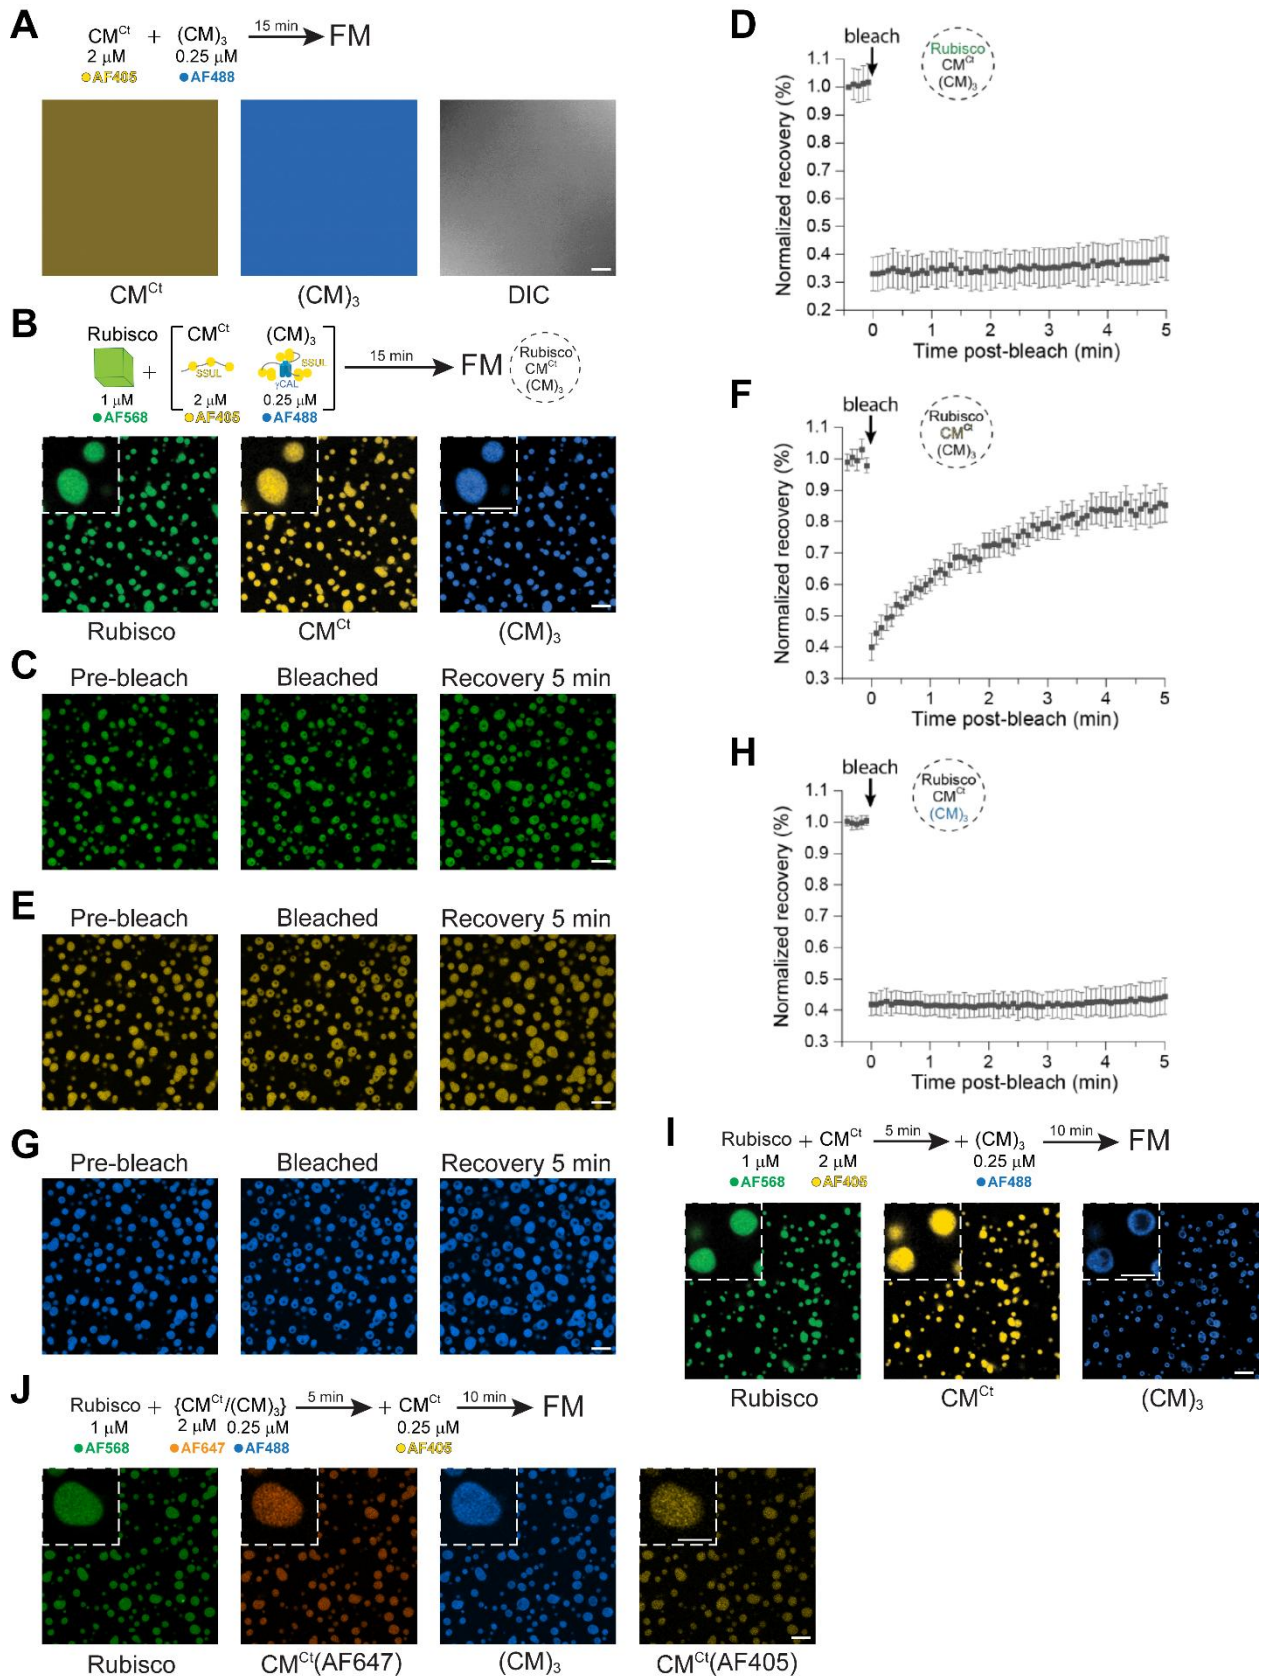 A
CM^Ct + (CM)₃ 15 min FM
2 μM 0.25 μM
AF405 AF488
CM^Ct (CM)₃ DIC
B
Rubisco CM^Ct (CM)₃
+ SSUL SSUL γCAL 15 min FM Rubisco CM^Ct (CM)₃
1 μM 2 μM 0.25 μM
AF568 AF405 AF488
Rubisco CM^Ct (CM)₃
C
Pre-bleach Bleached Recovery 5 min
E
Pre-bleach Bleached Recovery 5 min
G
Pre-bleach Bleached Recovery 5 min
D
bleach
Rubisco
CM^Ct
(CM)₃
Normalized recovery (%)
1.1
1.0
0.9
0.8
0.7
0.6
0.5
0.4
0.3
0.2
0 1 2 3 4 5
Time post-bleach (min)
F
bleach
Rubisco
CM^Ct
(CM)₃
Normalized recovery (%)
1.1
1.0
0.9
0.8
0.7
0.6
0.5
0.4
0.3
0 1 2 3 4 5
Time post-bleach (min)
H
bleach
Rubisco
CM^Ct
(CM)₃
Normalized recovery (%)
1.1
1.0
0.9
0.8
0.7
0.6
0.5
0.4
0.3
0 1 2 3 4 5
Time post-bleach (min)
I
Rubisco + CM^Ct 5 min + (CM)₃ 10 min FM
1 μM 2 μM 0.25 μM
AF568 AF405 AF488
Rubisco CM^Ct (CM)₃
J
Rubisco + {CM^Ct/(CM)₃} 5 min + CM^Ct 10 min FM
1 μM 2 μM 0.25 μM 0.25 μM
AF568 AF647 AF488 AF405
Rubisco CM^Ct(AF647) (CM)₃ CM^Ct(AF405)